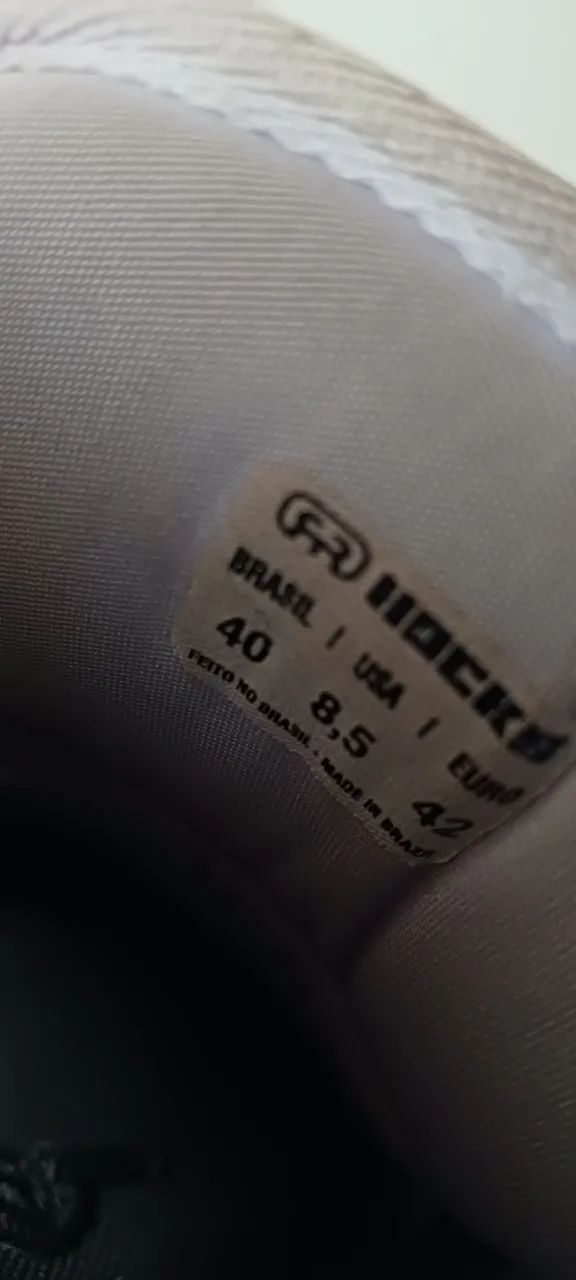 HOCKS
BRASIL / USA / EURO
40 8,5 42
FEITO NO BRASIL - MADE IN BRAZIL